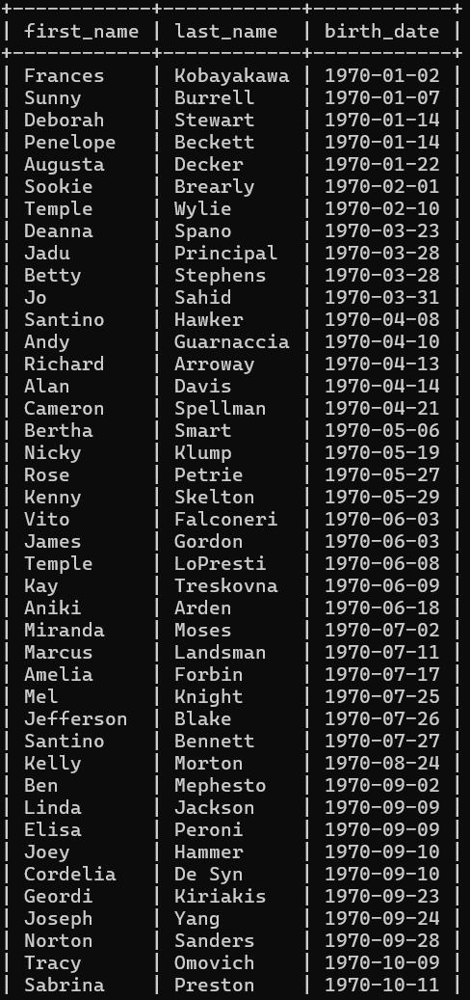 +------------+------------+------------+
| first_name | last_name  | birth_date |
+------------+------------+------------+
| Frances    | Kobayakawa | 1970-01-02 |
| Sunny      | Burrell    | 1970-01-07 |
| Deborah    | Stewart    | 1970-01-14 |
| Penelope   | Beckett    | 1970-01-14 |
| Augusta    | Decker     | 1970-01-22 |
| Sookie     | Brearly    | 1970-02-01 |
| Temple     | Wylie      | 1970-02-10 |
| Deanna     | Spano      | 1970-03-23 |
| Jadu       | Principal  | 1970-03-28 |
| Betty      | Stephens   | 1970-03-28 |
| Jo         | Sahid      | 1970-03-31 |
| Santino    | Hawker     | 1970-04-08 |
| Andy       | Guarnaccia | 1970-04-10 |
| Richard    | Arroway    | 1970-04-13 |
| Alan       | Davis      | 1970-04-14 |
| Cameron    | Spellman   | 1970-04-21 |
| Bertha     | Smart      | 1970-05-06 |
| Nicky      | Klump      | 1970-05-19 |
| Rose       | Petrie     | 1970-05-27 |
| Kenny      | Skelton    | 1970-05-29 |
| Vito       | Falconeri  | 1970-06-03 |
| James      | Gordon     | 1970-06-03 |
| Temple     | LoPresti   | 1970-06-08 |
| Kay        | Treskovna  | 1970-06-09 |
| Aniki      | Arden      | 1970-06-18 |
| Miranda    | Moses      | 1970-07-02 |
| Marcus     | Landsman   | 1970-07-11 |
| Amelia     | Forbin     | 1970-07-17 |
| Mel        | Knight     | 1970-07-25 |
| Jefferson  | Blake      | 1970-07-26 |
| Santino    | Bennett    | 1970-07-27 |
| Kelly      | Morton     | 1970-08-24 |
| Ben        | Mephesto   | 1970-09-02 |
| Linda      | Jackson    | 1970-09-09 |
| Elisa      | Peroni     | 1970-09-09 |
| Joey       | Hammer     | 1970-09-10 |
| Cordelia   | De Syn     | 1970-09-10 |
| Geordi     | Kiriakis   | 1970-09-23 |
| Joseph     | Yang       | 1970-09-24 |
| Norton     | Sanders    | 1970-09-28 |
| Tracy      | Omovich    | 1970-10-09 |
| Sabrina    | Preston    | 1970-10-11 |